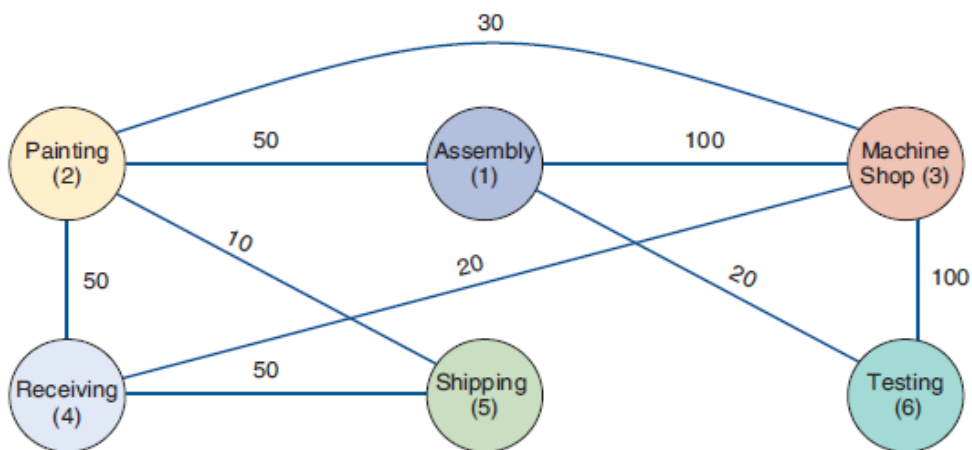 30
Painting
(2)
50
Assembly
(1)
100
Machine
Shop (3)
10
20
20
50
100
Receiving
(4)
50
Shipping
(5)
Testing
(6)